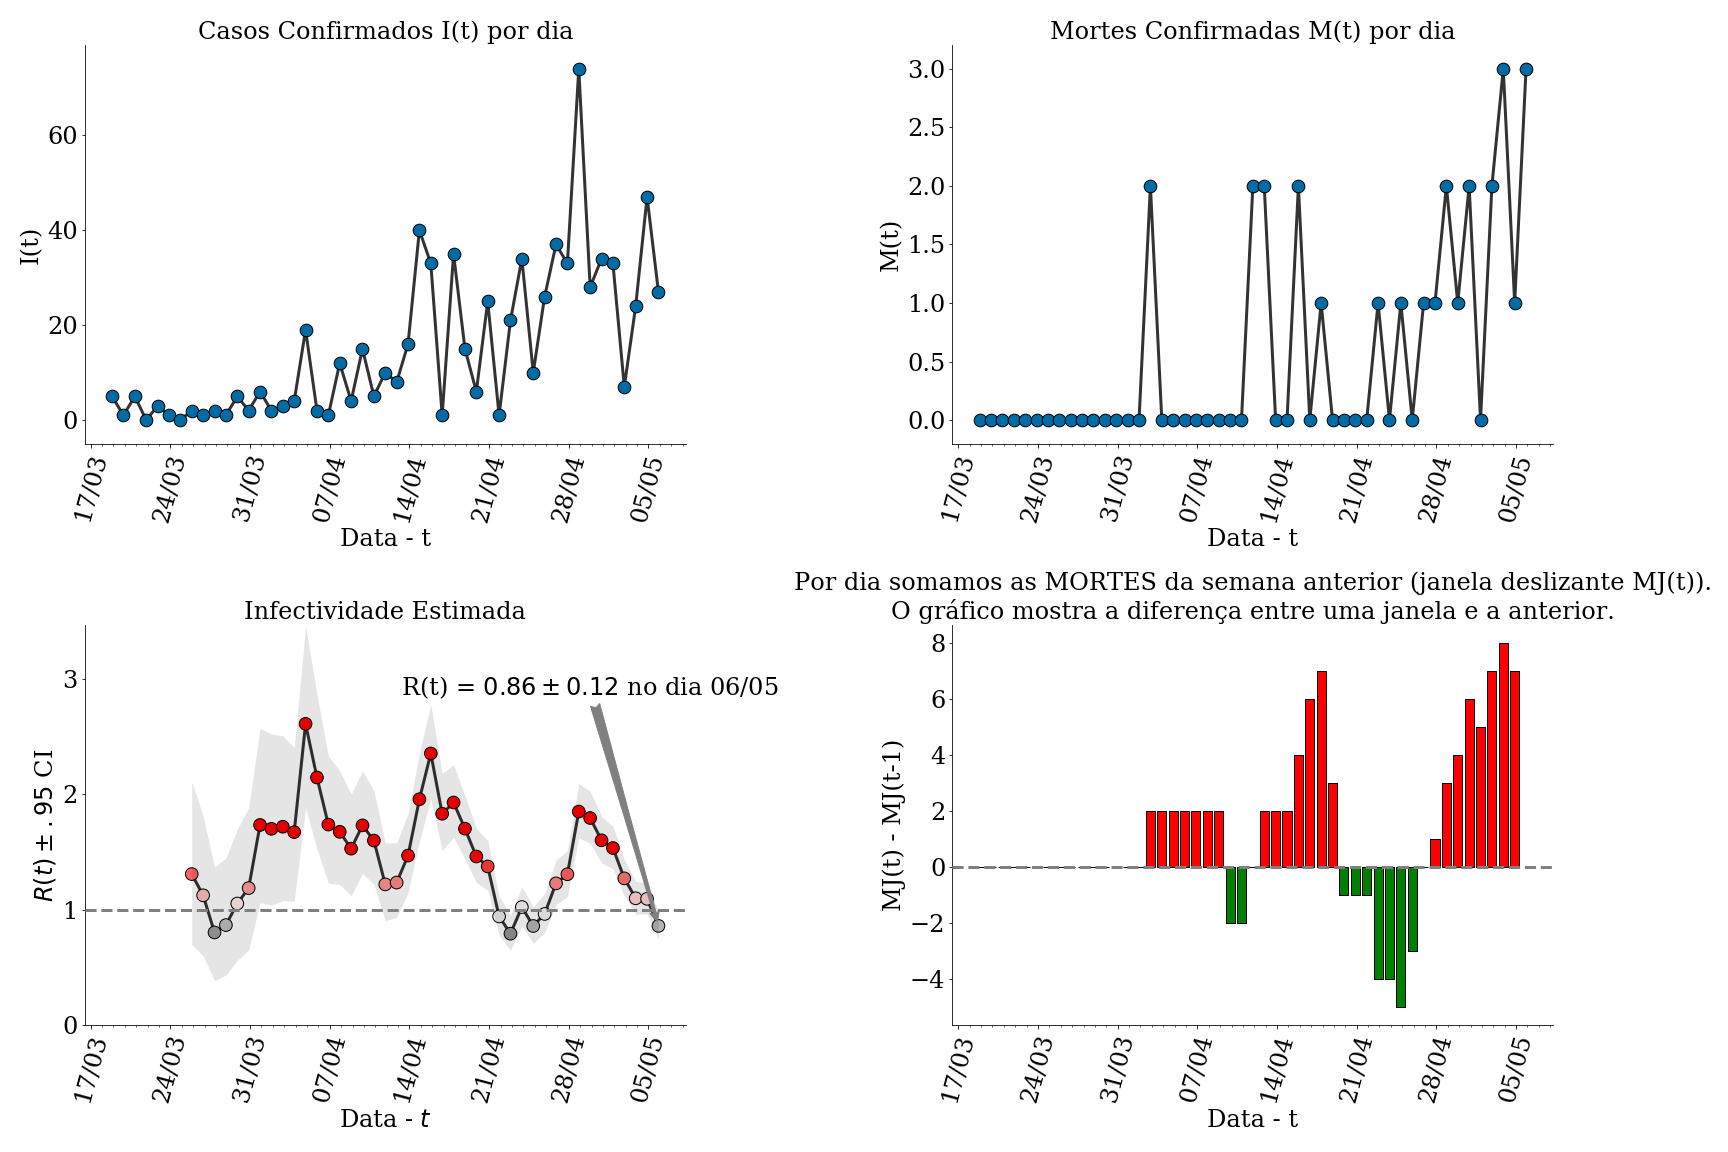 Casos Confirmados I(t) por dia
I(t)
60
40
20
0
17/03 24/03 31/03 07/04 14/04 21/04 28/04 05/05
Data - t
Mortes Confirmadas M(t) por dia
M(t)
3.0
2.5
2.0
1.5
1.0
0.5
0.0
17/03 24/03 31/03 07/04 14/04 21/04 28/04 05/05
Data - t
Infectividade Estimada
R(t) ± .95 CI
3
2
1
0
R(t) = 0.86 ± 0.12 no dia 06/05
17/03 24/03 31/03 07/04 14/04 21/04 28/04 05/05
Data - t
Por dia somamos as MORTES da semana anterior (janela deslizante MJ(t)).
O gráfico mostra a diferença entre uma janela e a anterior.
MJ(t) - MJ(t-1)
8
6
4
2
0
−2
−4
17/03 24/03 31/03 07/04 14/04 21/04 28/04 05/05
Data - t